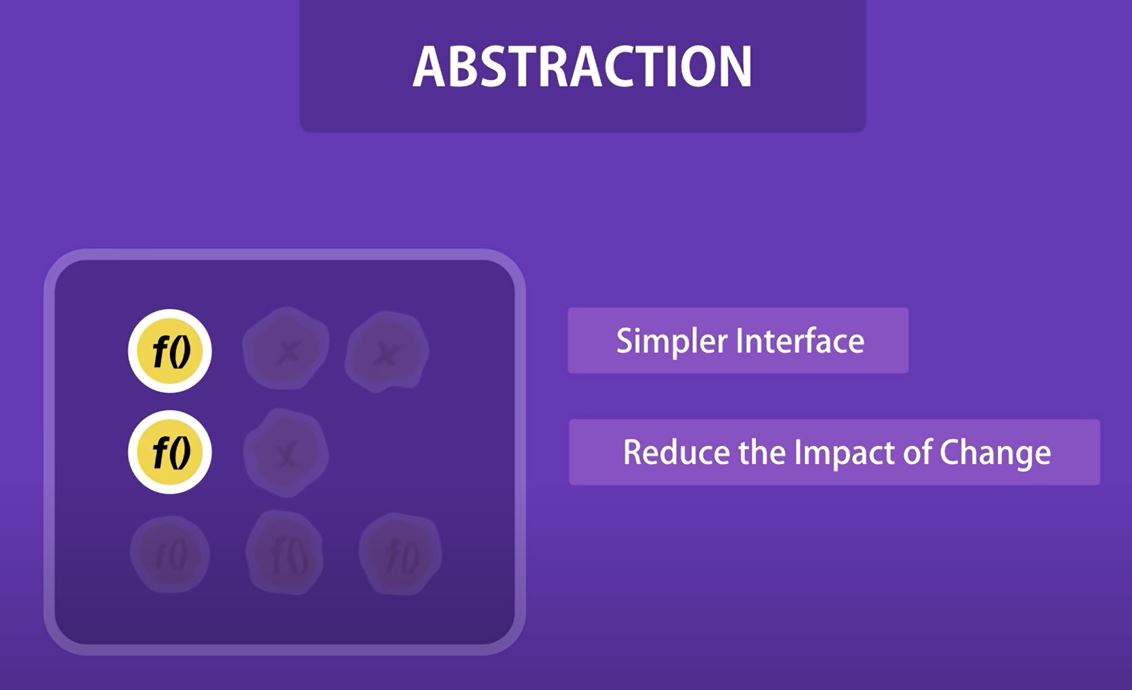 ABSTRACTION
f() x x
f() x
f() f() f()
Simpler Interface
Reduce the Impact of Change